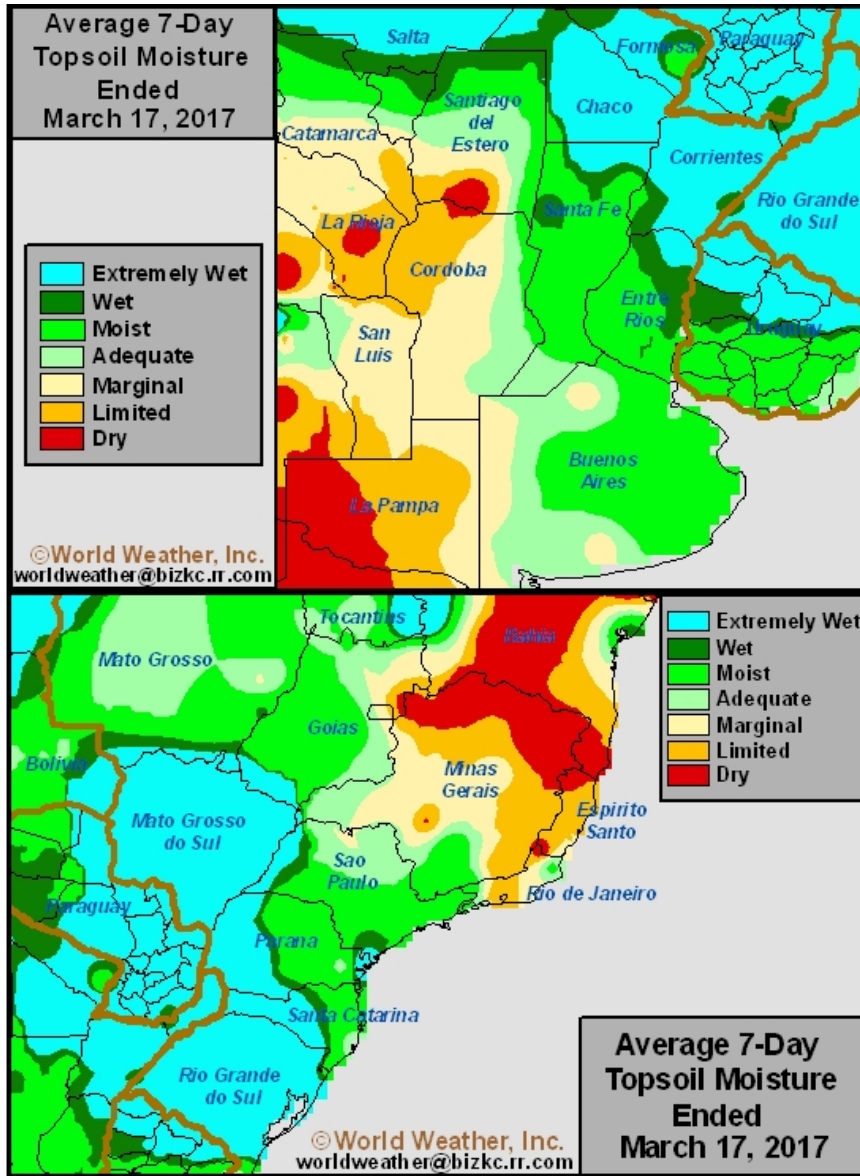 Average 7-Day
Topsoil Moisture
Ended
March 17, 2017
Salta
Formosa
Paraguay
Chaco
Santiago
del
Estero
Catamarca
Corrientes
Rio Grande
do Sul
Santa Fe
La Rioja
Cordoba
Entre
Rios
Uruguay
San
Luis
Buenos
Aires
La Pampa
Extremely Wet
Wet
Moist
Adequate
Marginal
Limited
Dry
©World Weather, Inc.
worldweather@bizkc.rr.com
Tocantins
Mato Grosso
Goias
Bolivia
Minas
Gerais
Mato Grosso
do Sul
Espirito
Santo
Sao
Paulo
Rio de Janeiro
Paraguay
Parana
Santa Catarina
Rio Grande
do Sul
Extremely Wet
Wet
Moist
Adequate
Marginal
Limited
Dry
©World Weather, Inc.
worldweather@bizkc.rr.com
Average 7-Day
Topsoil Moisture
Ended
March 17, 2017